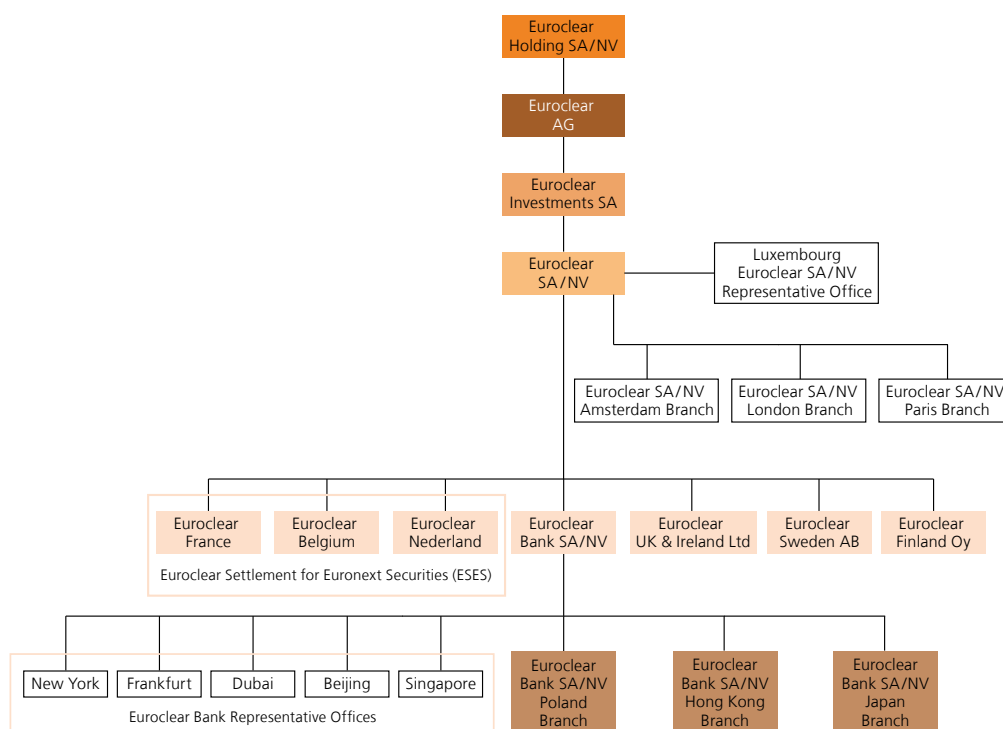 Euroclear
Holding SA/NV
Euroclear
AG
Euroclear
Investments SA
Euroclear
SA/NV
Luxembourg
Euroclear SA/NV
Representative Office
Euroclear SA/NV
Amsterdam Branch
Euroclear SA/NV
London Branch
Euroclear SA/NV
Paris Branch
Euroclear
France
Euroclear
Belgium
Euroclear
Nederland
Euroclear
Bank SA/NV
Euroclear
UK & Ireland Ltd
Euroclear
Sweden AB
Euroclear
Finland Oy
Euroclear Settlement for Euronext Securities (ESES)
New York
Frankfurt
Dubai
Beijing
Singapore
Euroclear Bank Representative Offices
Euroclear
Bank SA/NV
Poland
Branch
Euroclear
Bank SA/NV
Hong Kong
Branch
Euroclear
Bank SA/NV
Japan
Branch